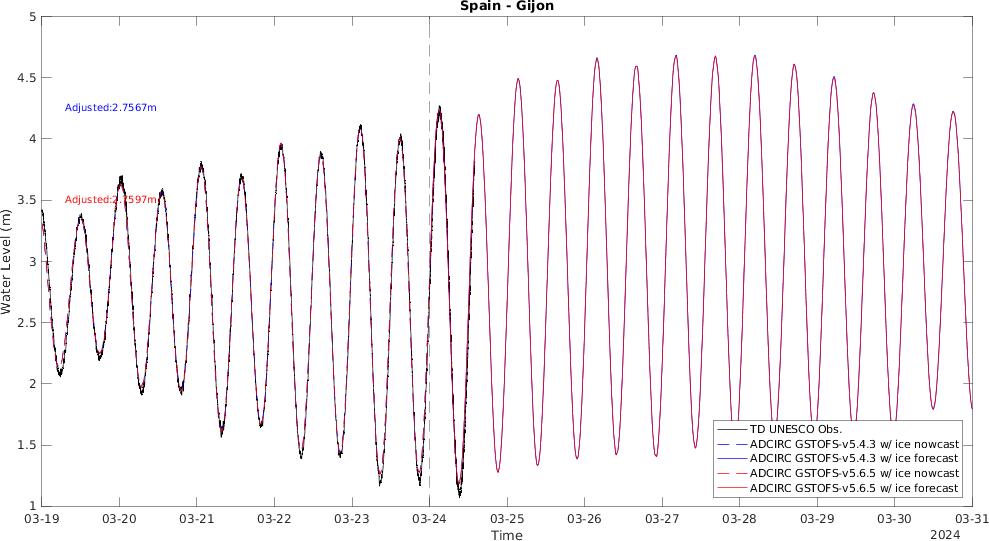 Spain - Gijon
5
4.5
4
3.5
3
2.5
2
1.5
1
Water Level (m)
Adjusted:2.7567m
Adjusted:2.7597m
TD UNESCO Obs.
ADCIRC GSTOFS-v5.4.3 w/ ice nowcast
ADCIRC GSTOFS-v5.4.3 w/ ice forecast
ADCIRC GSTOFS-v5.6.5 w/ ice nowcast
ADCIRC GSTOFS-v5.6.5 w/ ice forecast
03-19 03-20 03-21 03-22 03-23 03-24 03-25 03-26 03-27 03-28 03-29 03-30 03-31
Time
2024